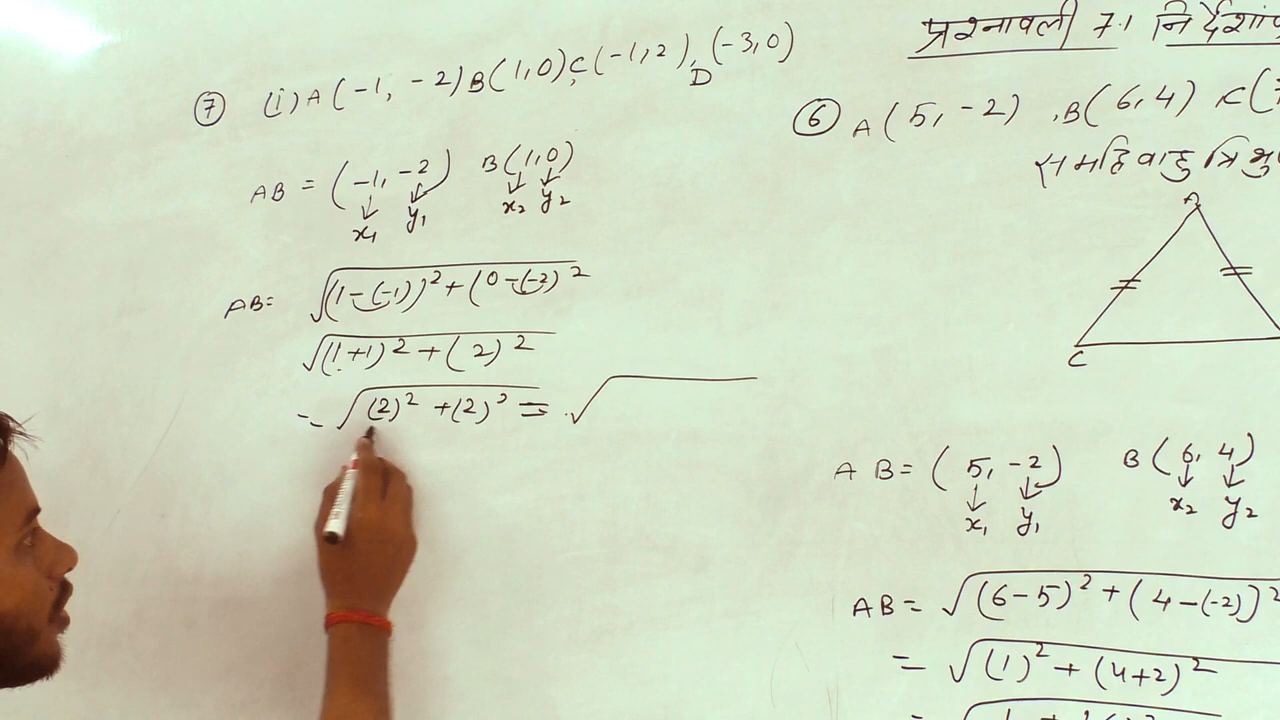 ⑦ (i) A(-1, -2) B(1,0), C(-1,2), D(-3,0)
AB = (-1, -2) B(1,0)
x₁ y₁ x₂ y₂
AB= √(1-(-1))²+(0-(-2)²
√(1+1)²+(2)²
= √(2)²+(2)² = √
प्रश्नावली 7.1 निर्देशांक
⑥ A(5, -2) , B(6,4) , C(7
समद्विबाहु त्रिभु
A
C
AB = (5, -2) B(6, 4)
x₁ y₁ x₂ y₂
AB = √(6-5)²+(4-(-2))²
= √(1)²+(4+2)²
=